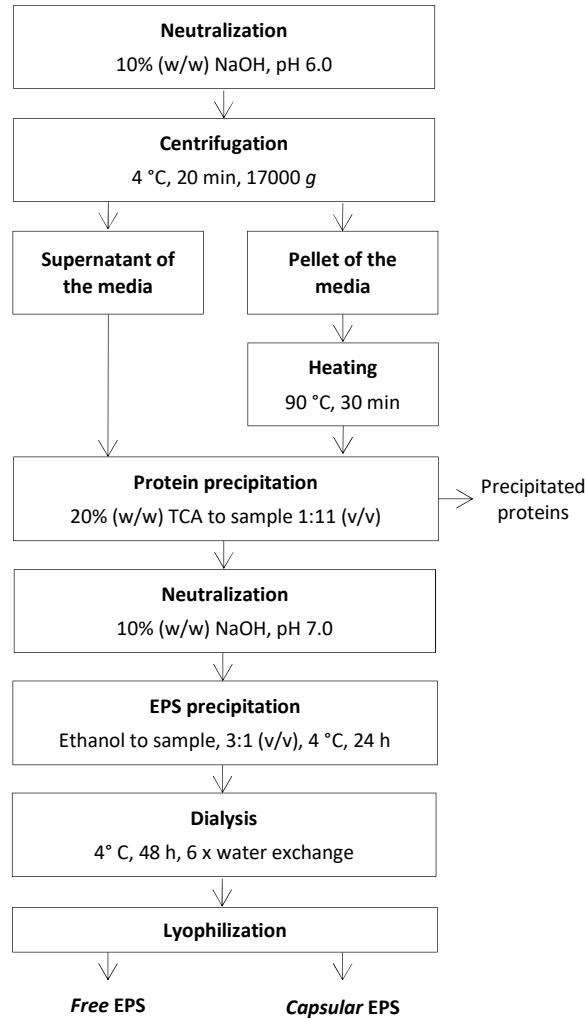 Neutralization
10% (w/w) NaOH, pH 6.0
Centrifugation
4 °C, 20 min, 17000 g
Supernatant of
the media
Pellet of the
media
Heating
90 °C, 30 min
Protein precipitation
20% (w/w) TCA to sample 1:11 (v/v)
Precipitated
proteins
Neutralization
10% (w/w) NaOH, pH 7.0
EPS precipitation
Ethanol to sample, 3:1 (v/v), 4 °C, 24 h
Dialysis
4° C, 48 h, 6 x water exchange
Lyophilization
Free EPS
Capsular EPS